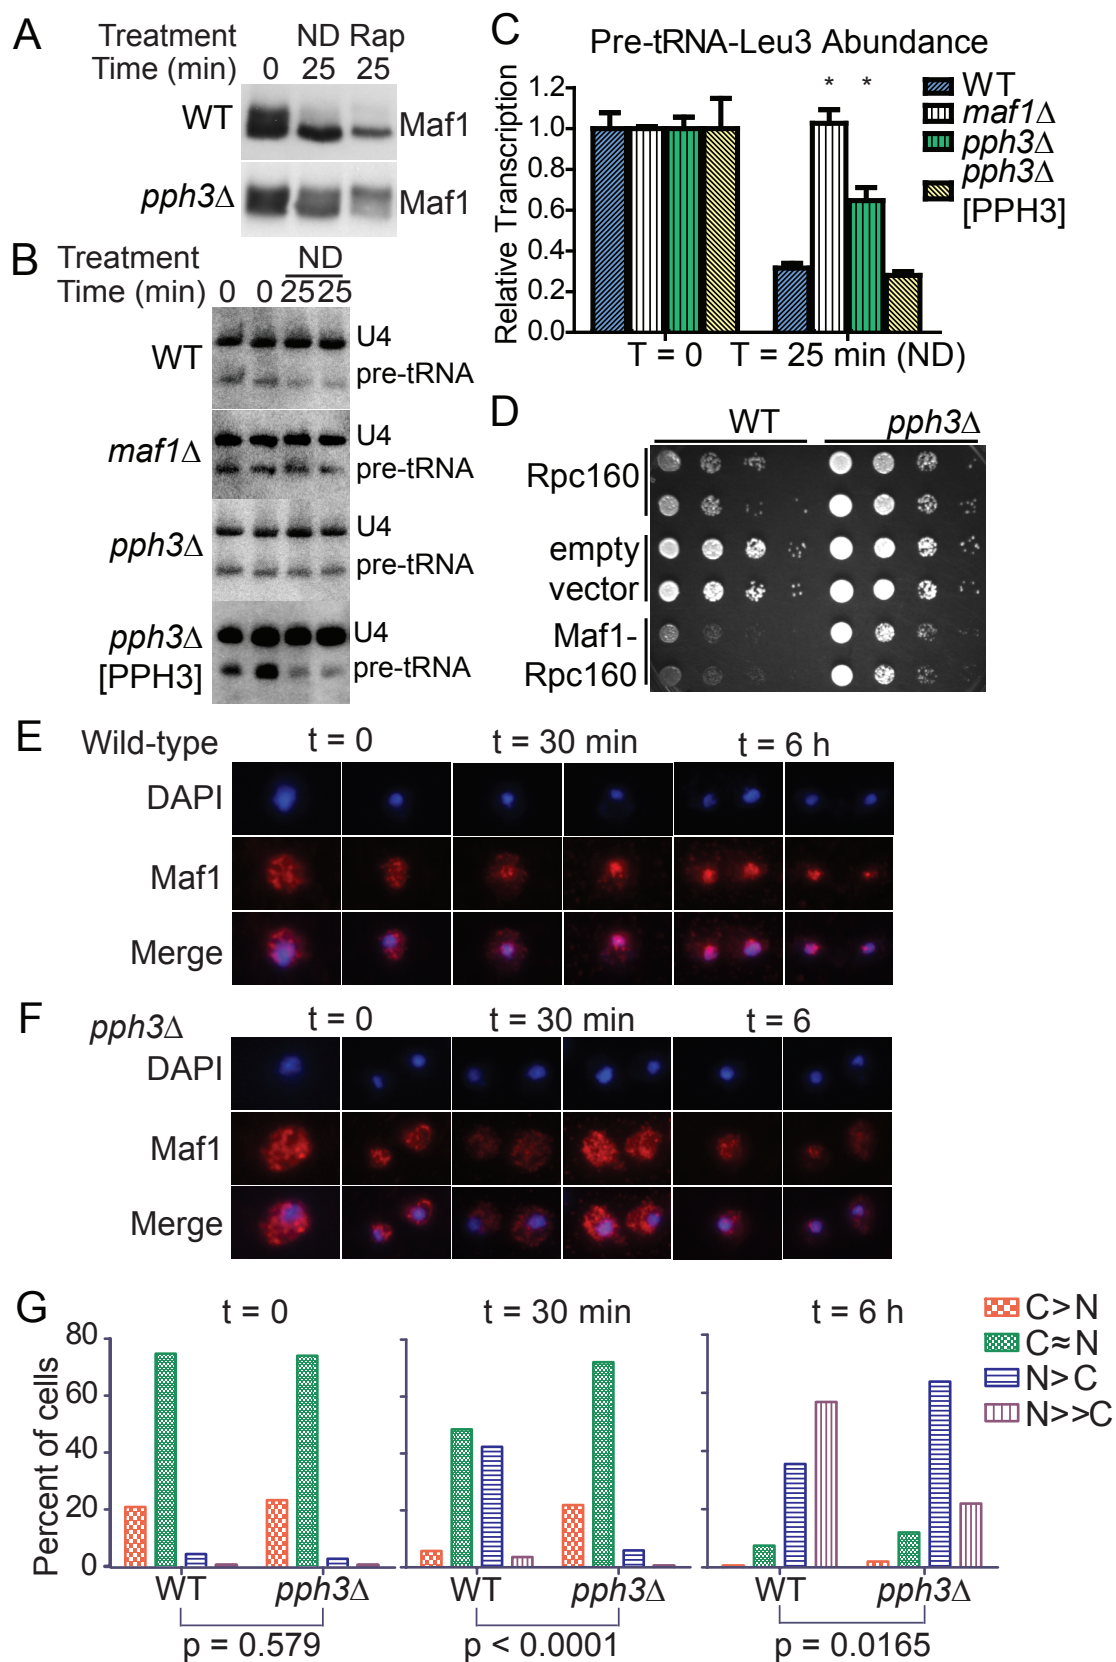 A
Treatment ND Rap
Time (min) 0 25 25
WT Maf1
pph3Δ Maf1
B
Treatment ND
Time (min) 0 0 25 25
WT U4
pre-tRNA
maf1Δ U4
pre-tRNA
pph3Δ U4
pre-tRNA
pph3Δ U4
[PPH3] pre-tRNA
C
Pre-tRNA-Leu3 Abundance
Relative Transcription
1.2
1.0
0.8
0.6
0.4
0.2
0.0
* *
T = 0 T = 25 min (ND)
WT
maf1Δ
pph3Δ
pph3Δ
[PPH3]
D
WT pph3Δ
Rpc160
empty
vector
Maf1-
Rpc160
E
Wild-type t = 0 t = 30 min t = 6 h
DAPI
Maf1
Merge
F
pph3Δ t = 0 t = 30 min t = 6
DAPI
Maf1
Merge
G
t = 0 t = 30 min t = 6 h
Percent of cells
80
60
40
20
0
C>N
C≈N
N>C
N>>C
WT pph3Δ WT pph3Δ WT pph3Δ
p = 0.579 p < 0.0001 p = 0.0165